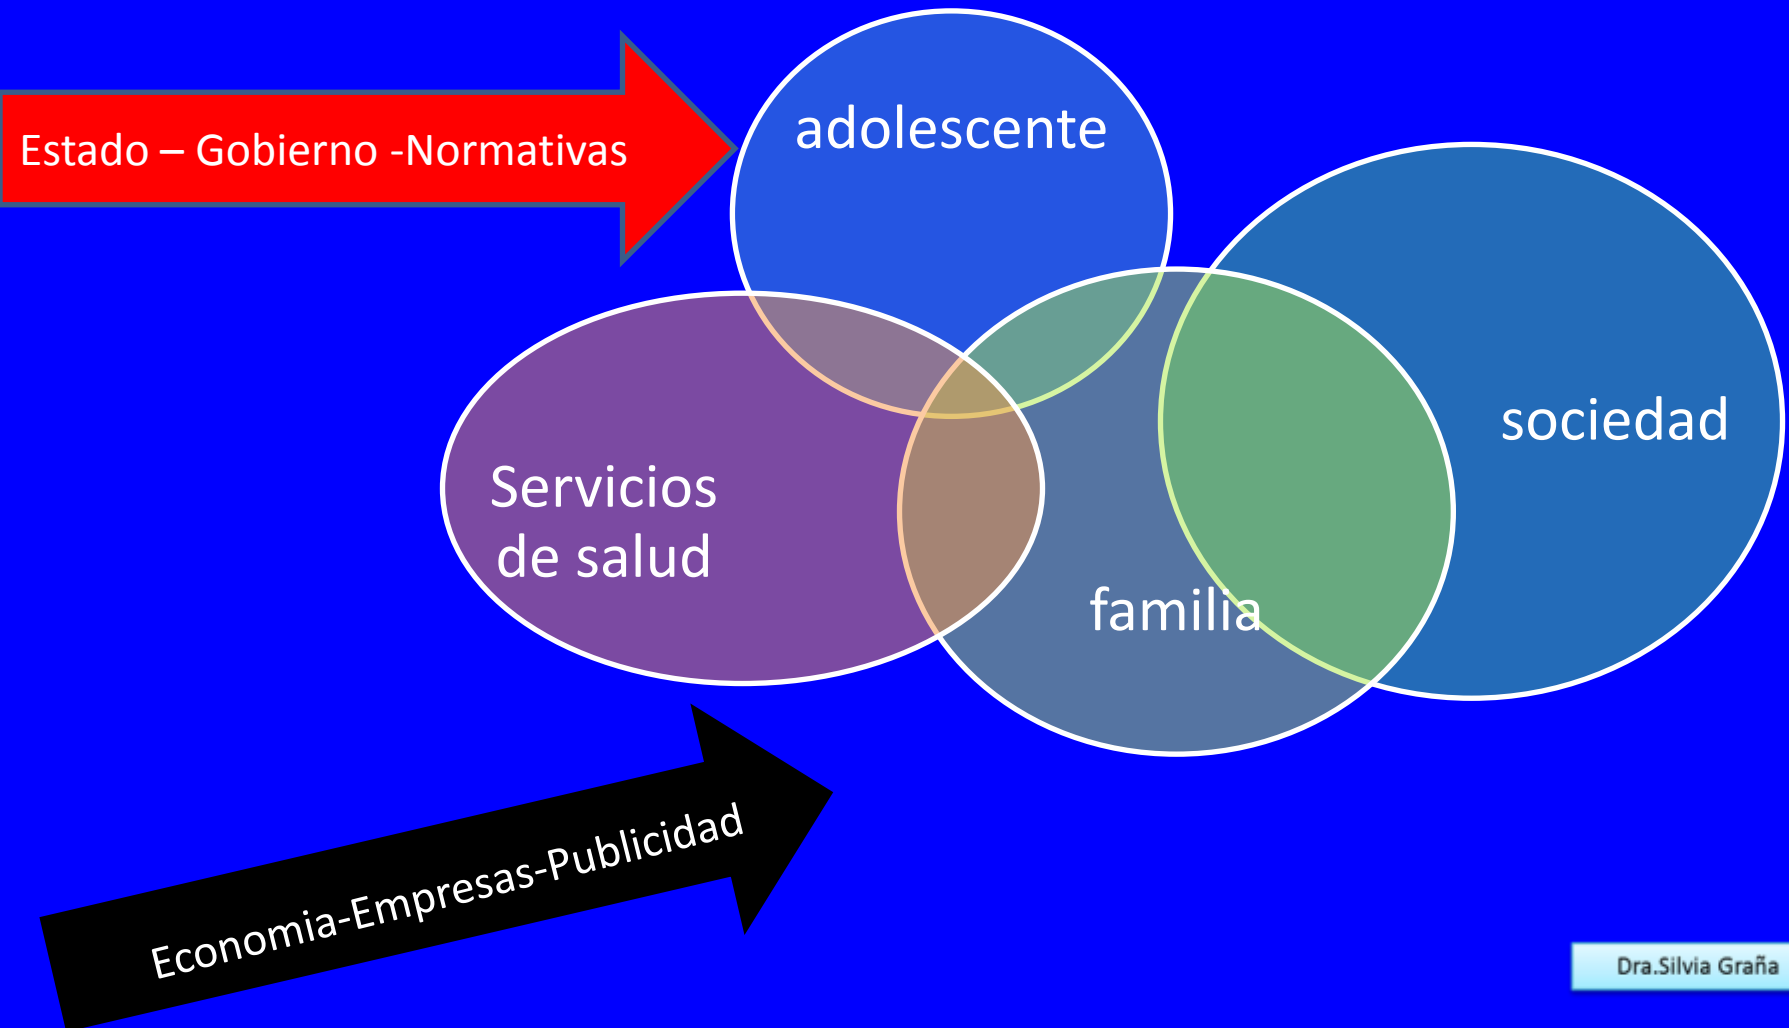 adolescente
Estado – Gobierno -Normativas
sociedad
Servicios
de salud
familia
Economia-Empresas-Publicidad
Dra.Silvia Graña